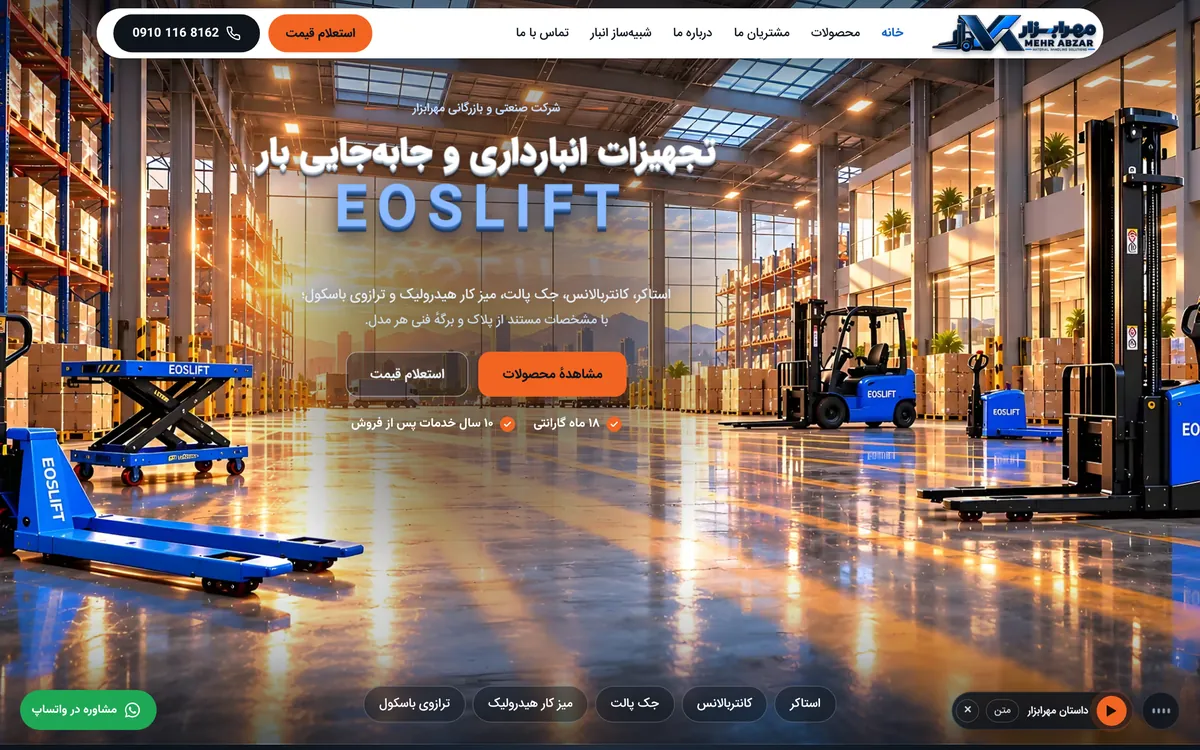 مهرابزار
MEHR ABZAR
MATERIAL HANDLING SOLUTIONS
خانه
محصولات
مشتریان ما
درباره ما
شبیه‌ساز انبار
تماس با ما
استعلام قیمت
0910 116 8162
شرکت صنعتی و بازرگانی مهرابزار
تجهیزات انبارداری و جابه‌جایی بار
EOSLIFT
استاکر، کانتربالانس، جک پالت، میز کار هیدرولیک و ترازوی باسکول؛
با مشخصات مستند از پلاک و برگهٔ فنی هر مدل.
مشاهدهٔ محصولات
استعلام قیمت
۱۸ ماه گارانتی
۱۰ سال خدمات پس از فروش
EOSLIFT
EOSLIFT
EOSLIFT
EOSLIFT
EO
استاکر
کانتربالانس
جک پالت
میز کار هیدرولیک
ترازوی باسکول
داستان مهرابزار
متن
مشاوره در واتساپ